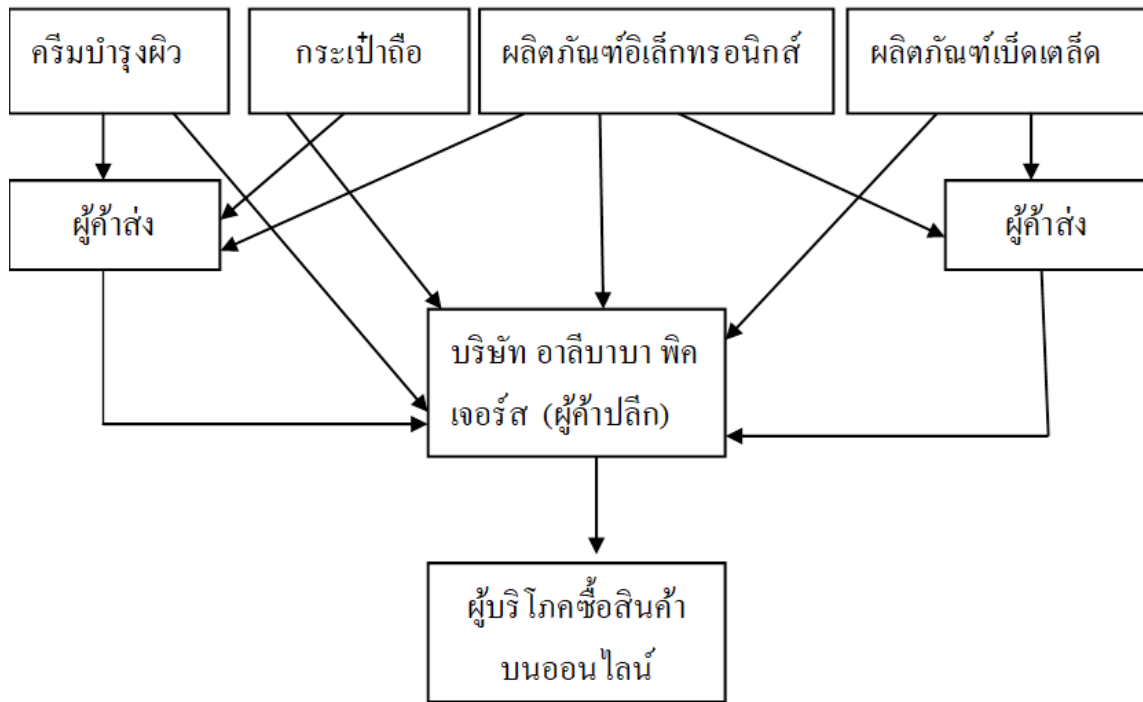 ครีมบำรุงผิว
กระเป๋าถือ
ผลิตภัณฑ์อิเล็กทรอนิกส์
ผลิตภัณฑ์เบ็ดเตล็ด
ผู้ค้าส่ง
ผู้ค้าส่ง
บริษัท อาลีบาบา พิค
เจอร์ส (ผู้ค้าปลีก)
ผู้บริโภคซื้อสินค้า
บนออนไลน์